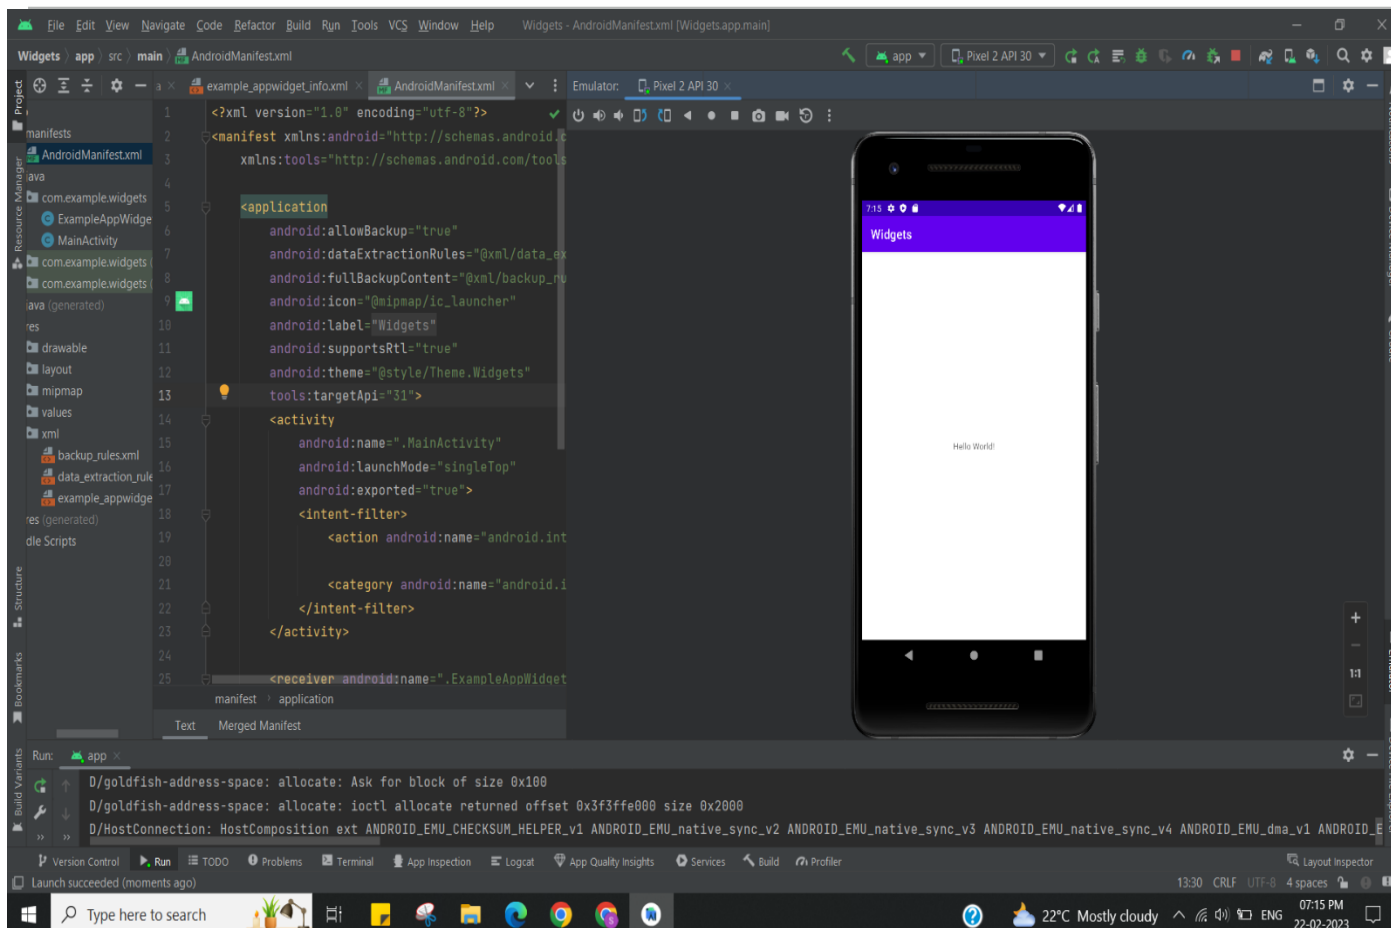 File Edit View Navigate Code Refactor Build Run Tools VCS Window Help Widgets - AndroidManifest.xml [Widgets.app.main]
Widgets app src main AndroidManifest.xml app Pixel 2 API 30
a example_appwidget_info.xml AndroidManifest.xml Emulator: Pixel 2 API 30
Project
Resource Manager
Structure
Bookmarks
Build Variants
manifests
AndroidManifest.xml
java
com.example.widgets
ExampleAppWidge
MainActivity
com.example.widgets
com.example.widgets
java (generated)
res
drawable
layout
mipmap
values
xml
backup_rules.xml
data_extraction_rule
example_appwidge
res (generated)
dle Scripts
1 <?xml version="1.0" encoding="utf-8"?>
2 <manifest xmlns:android="http://schemas.android.c
3 xmlns:tools="http://schemas.android.com/tools
4
5 <application
6 android:allowBackup="true"
7 android:dataExtractionRules="@xml/data_ex
8 android:fullBackupContent="@xml/backup_ru
9 android:icon="@mipmap/ic_launcher"
10 android:label="Widgets"
11 android:supportsRtl="true"
12 android:theme="@style/Theme.Widgets"
13 tools:targetApi="31">
14 <activity
15 android:name=".MainActivity"
16 android:launchMode="singleTop"
17 android:exported="true">
18 <intent-filter>
19 <action android:name="android.int
20
21 <category android:name="android.i
22 </intent-filter>
23 </activity>
24
25 <receiver android:name=".ExampleAppWidget
manifest application
Text Merged Manifest
7:15
Widgets
Hello World!
1:1
Run: app
D/goldfish-address-space: allocate: Ask for block of size 0x100
D/goldfish-address-space: allocate: ioctl allocate returned offset 0x3f3ffe000 size 0x2000
D/HostConnection: HostComposition ext ANDROID_EMU_CHECKSUM_HELPER_v1 ANDROID_EMU_native_sync_v2 ANDROID_EMU_native_sync_v3 ANDROID_EMU_native_sync_v4 ANDROID_EMU_dma_v1 ANDROID_E
Version Control Run TODO Problems Terminal App Inspection Logcat App Quality Insights Services Build Profiler Layout Inspector
Launch succeeded (moments ago) 13:30 CRLF UTF-8 4 spaces
Type here to search 22°C Mostly cloudy ENG 07:15 PM
22-02-2023